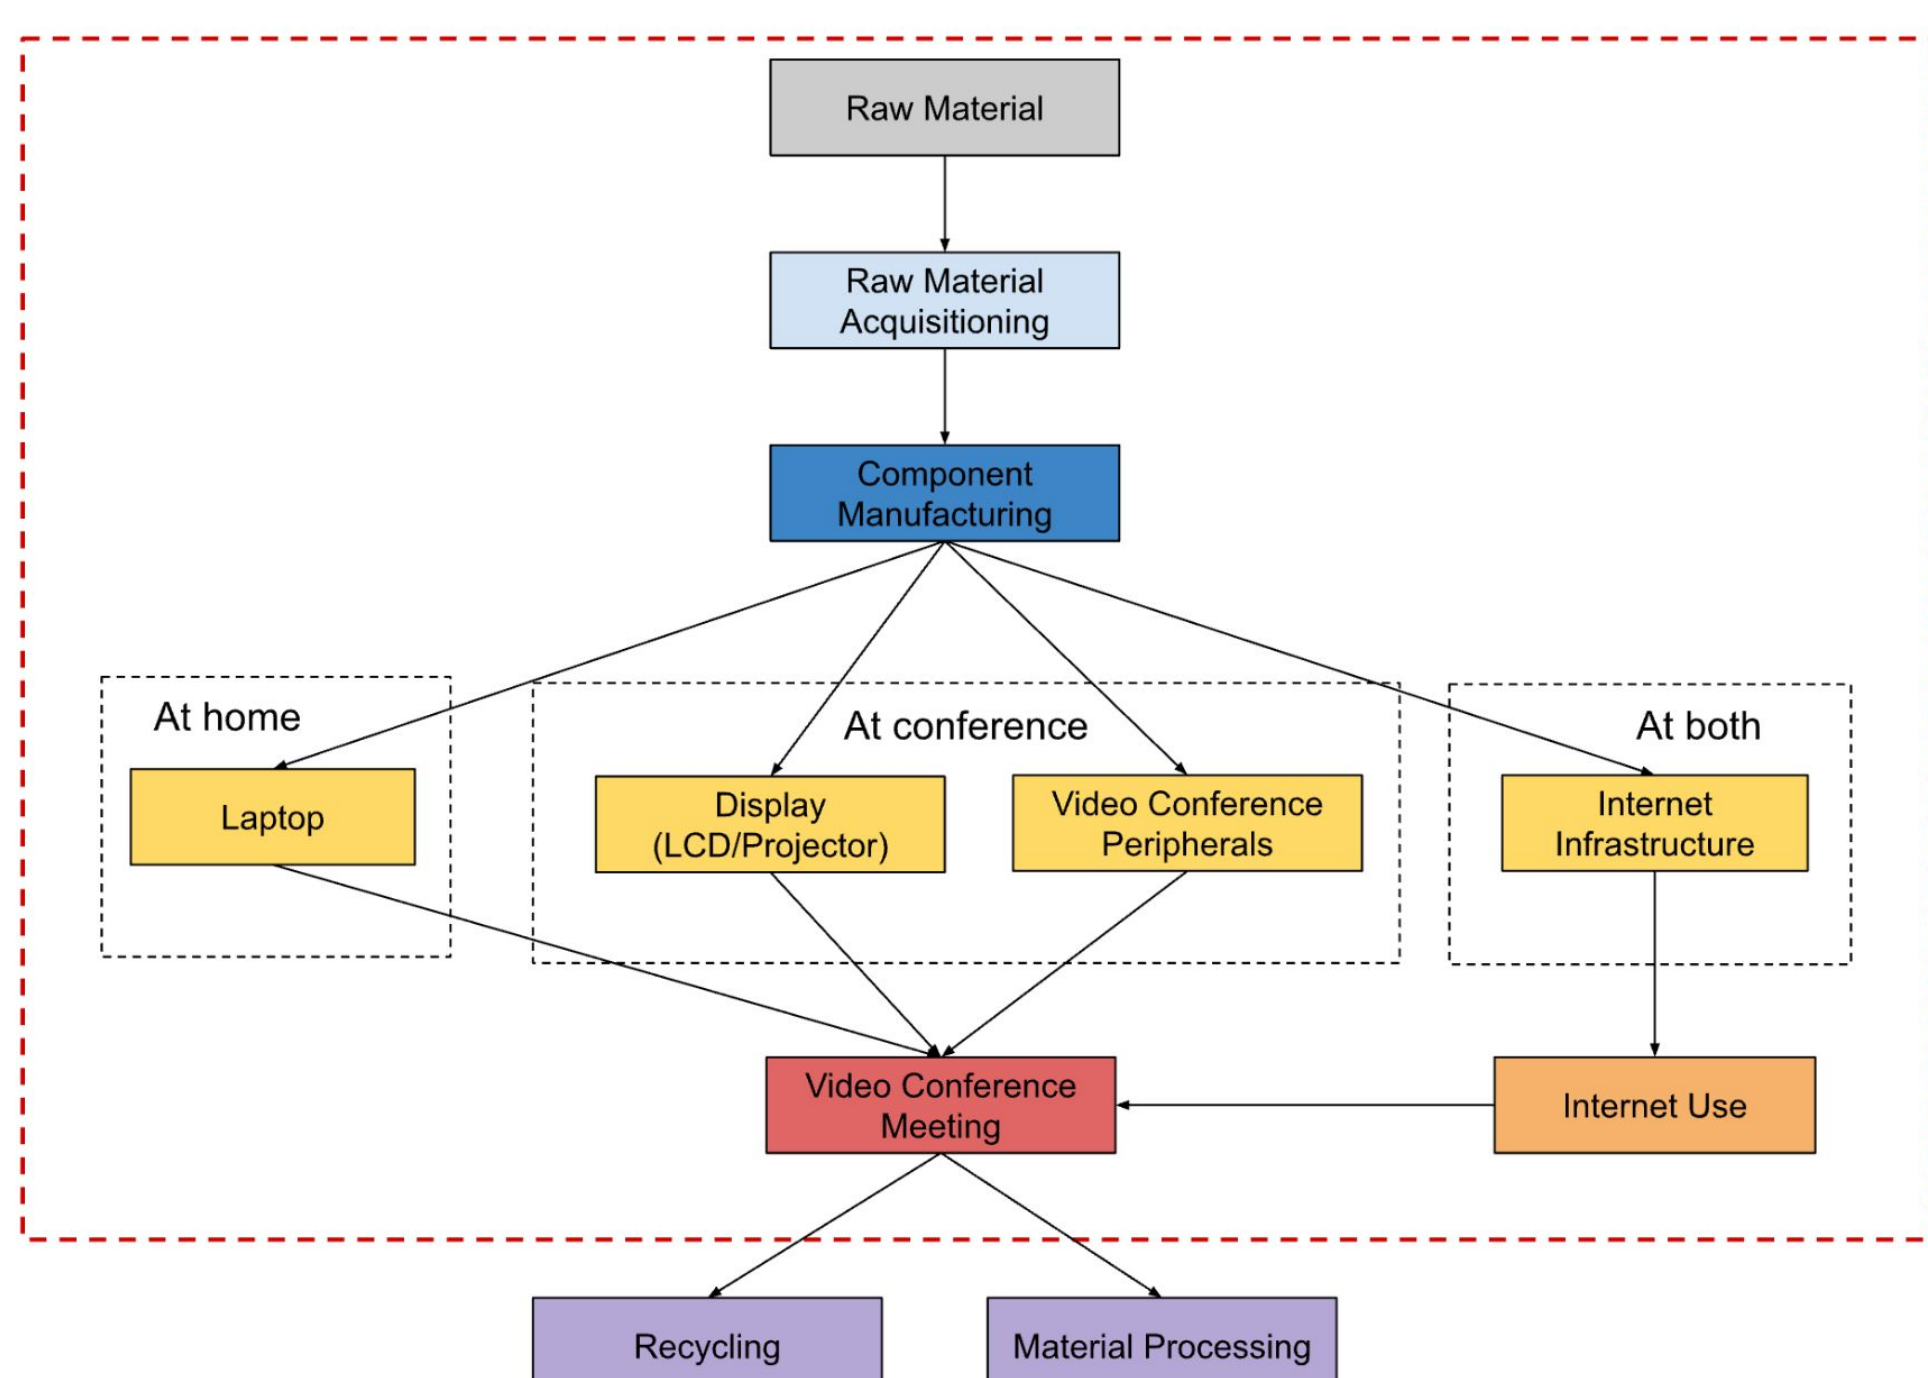 Raw Material
Raw Material
Acquisitioning
Component
Manufacturing
At home
At conference
At both
Laptop
Display
(LCD/Projector)
Video Conference
Peripherals
Internet
Infrastructure
Video Conference
Meeting
Internet Use
Recycling
Material Processing